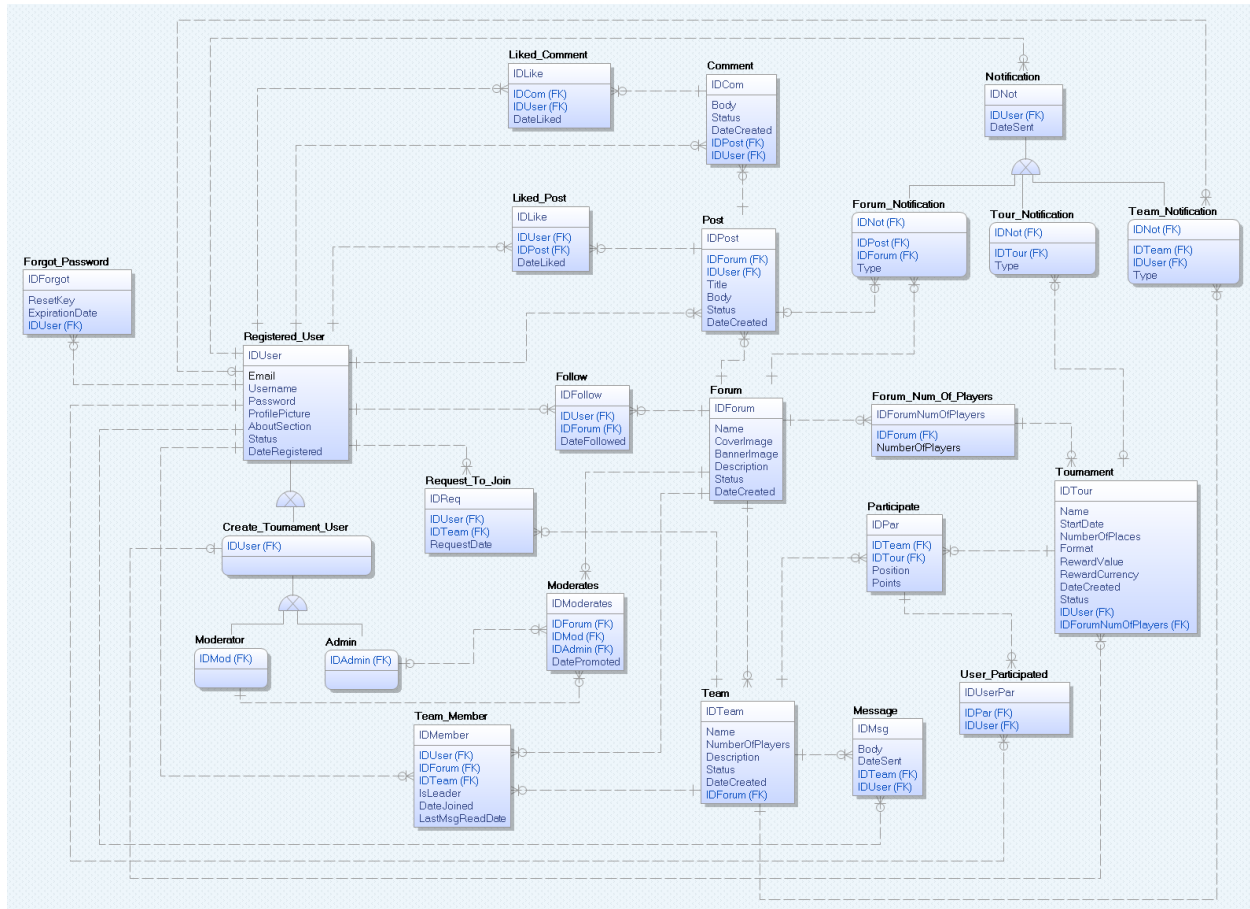 Liked_Comment
IDLike
IDCom (FK)
IDUser (FK)
DateLiked
Comment
IDCom
Body
Status
DateCreated
IDPost (FK)
IDUser (FK)
Notification
IDNot
IDUser (FK)
DateSent
Liked_Post
IDLike
IDUser (FK)
IDPost (FK)
DateLiked
Post
IDPost
IDForum (FK)
IDUser (FK)
Title
Body
Status
DateCreated
Forum_Notification
IDNot (FK)
IDPost (FK)
IDForum (FK)
Type
Tour_Notification
IDNot (FK)
IDTour (FK)
Type
Team_Notification
IDNot (FK)
IDTeam (FK)
IDUser (FK)
Type
Forgot_Password
IDForgot
ResetKey
ExpirationDate
IDUser (FK)
Registered_User
IDUser
Email
Username
Password
ProfilePicture
AboutSection
Status
DateRegistered
Follow
IDFollow
IDUser (FK)
IDForum (FK)
DateFollowed
Forum
IDForum
Name
CoverImage
BannerImage
Description
Status
DateCreated
Forum_Num_Of_Players
IDForumNumOfPlayers
IDForum (FK)
NumberOfPlayers
Tournament
IDTour
Name
StartDate
NumberOfPlaces
Format
RewardValue
RewardCurrency
DateCreated
Status
IDUser (FK)
IDForumNumOfPlayers (FK)
Request_To_Join
IDReq
IDUser (FK)
IDTeam (FK)
RequestDate
Participate
IDPar
IDTeam (FK)
IDTour (FK)
Position
Points
Create_Tournament_User
IDUser (FK)
Moderates
IDModerates
IDForum (FK)
IDMod (FK)
IDAdmin (FK)
DatePromoted
Moderator
IDMod (FK)
Admin
IDAdmin (FK)
User_Participated
IDUserPar
IDPar (FK)
IDUser (FK)
Team_Member
IDMember
IDUser (FK)
IDForum (FK)
IDTeam (FK)
IsLeader
DateJoined
LastMsgReadDate
Team
IDTeam
Name
NumberOfPlayers
Description
Status
DateCreated
IDForum (FK)
Message
IDMsg
Body
DateSent
IDTeam (FK)
IDUser (FK)